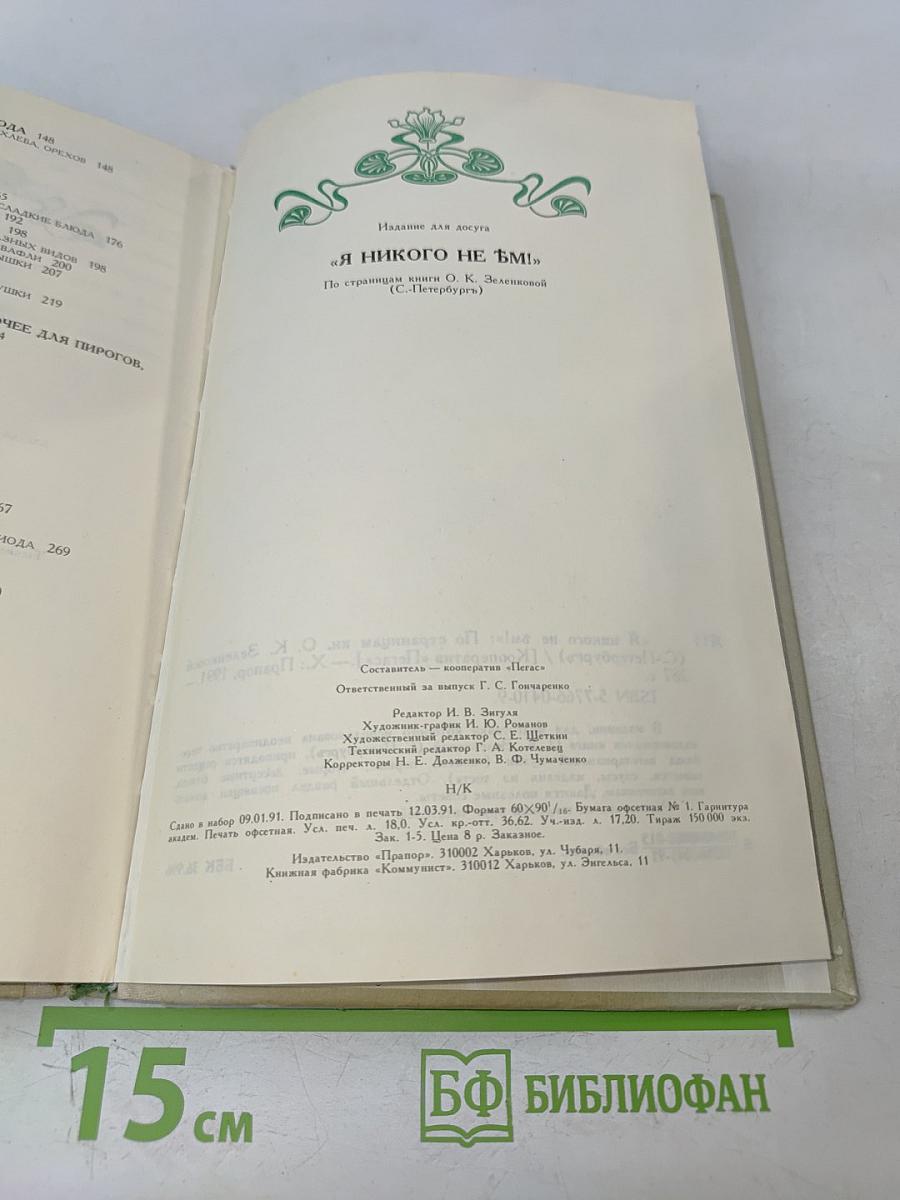 ОДА 148
ХЛЕБА, ОРЕХОВ 148
СЛАДКИЕ БЛЮДА 176
192
198
ЗНЫХ ВИДОВ 198
ВАФЛИ 200
ЫШКИ 207
УШКИ 219
ОЧЕЕ ДЛЯ ПИРОГОВ,
4
67
ИОДА 269
Издание для досуга
«Я НИКОГО НЕ ѢМ!»
По страницам книги О. К. Зеленковой
(С.-Петербургъ)
Составитель — кооператив «Пегас»
Ответственный за выпуск Г. С. Гончаренко
Редактор И. В. Зигуля
Художник-график И. Ю. Романов
Художественный редактор С. Е. Щеткин
Технический редактор Г. А. Котелевец
Корректоры Н. Е. Долженко, В. Ф. Чумаченко
Н/К
Сдано в набор 09.01.91. Подписано в печать 12.03.91. Формат 60×90¹/₁₆. Бумага офсетная № 1. Гарнитура
академ. Печать офсетная. Усл. печ. л. 18,0. Усл. кр.-отт. 36,62. Уч.-изд. л. 17,20. Тираж 150 000 экз.
Зак. 1-5. Цена 8 р. Заказное.
Издательство «Прапор». 310002 Харьков, ул. Чубаря, 11.
Книжная фабрика «Коммунист». 310012 Харьков, ул. Энгельса, 11
15 см
БФ БИБЛИОФАН